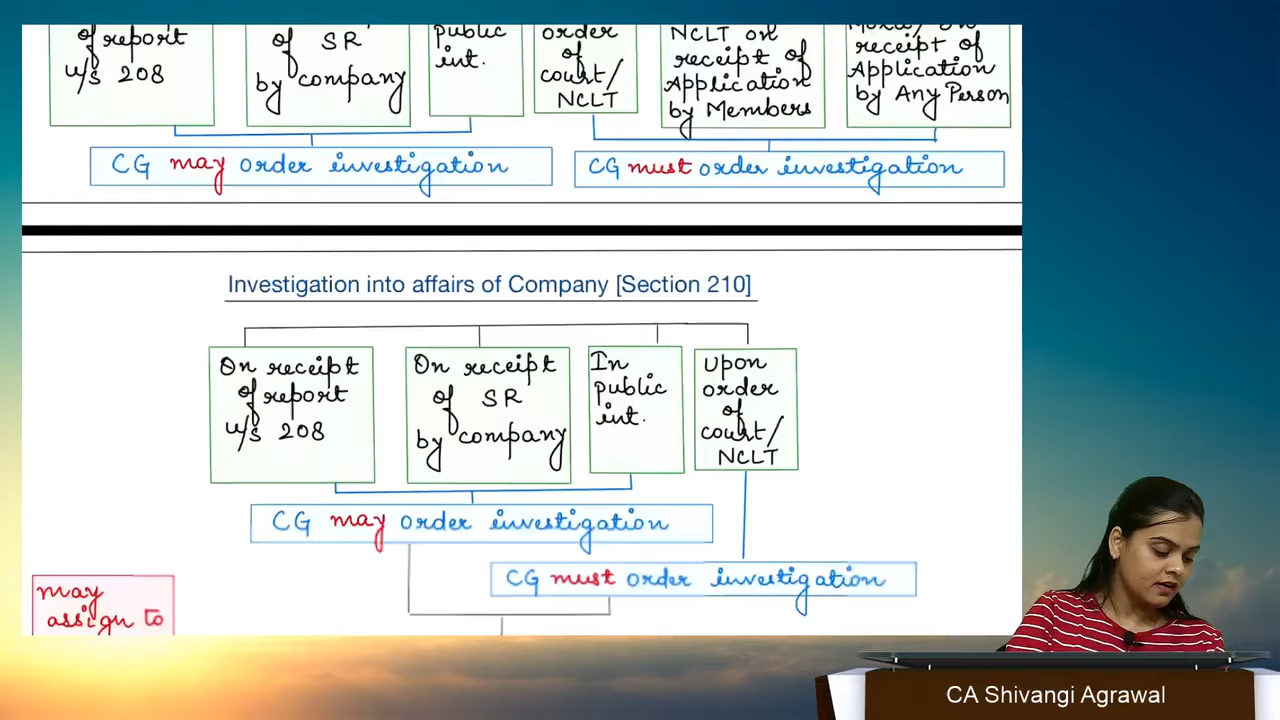 of report
u/s 208
of SR
by company
public
int.
order
of
court/
NCLT
NCLT on
receipt of
Application
by Members
receipt of
Application
by Any Person
CG may order investigation
CG must order investigation
Investigation into affairs of Company [Section 210]
On receipt
of report
u/s 208
On receipt
of SR
by company
In
public
int.
Upon
order
of
court/
NCLT
CG may order investigation
CG must order investigation
may
assign to
CA Shivangi Agrawal